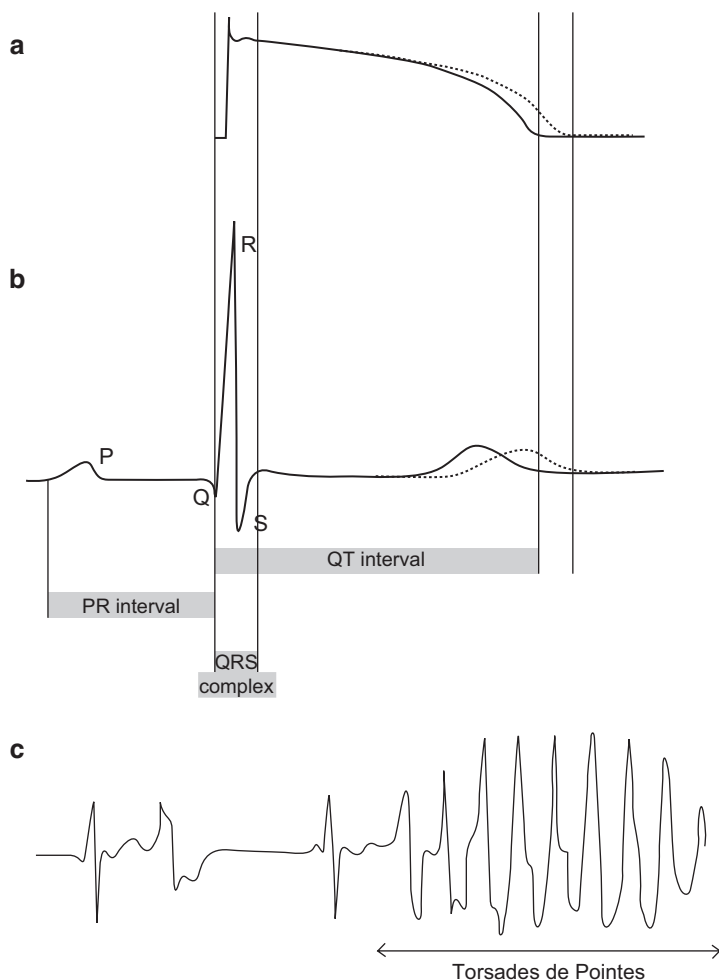 a
b
R
P
Q
S
QT interval
PR interval
QRS
complex
c
Torsades de Pointes